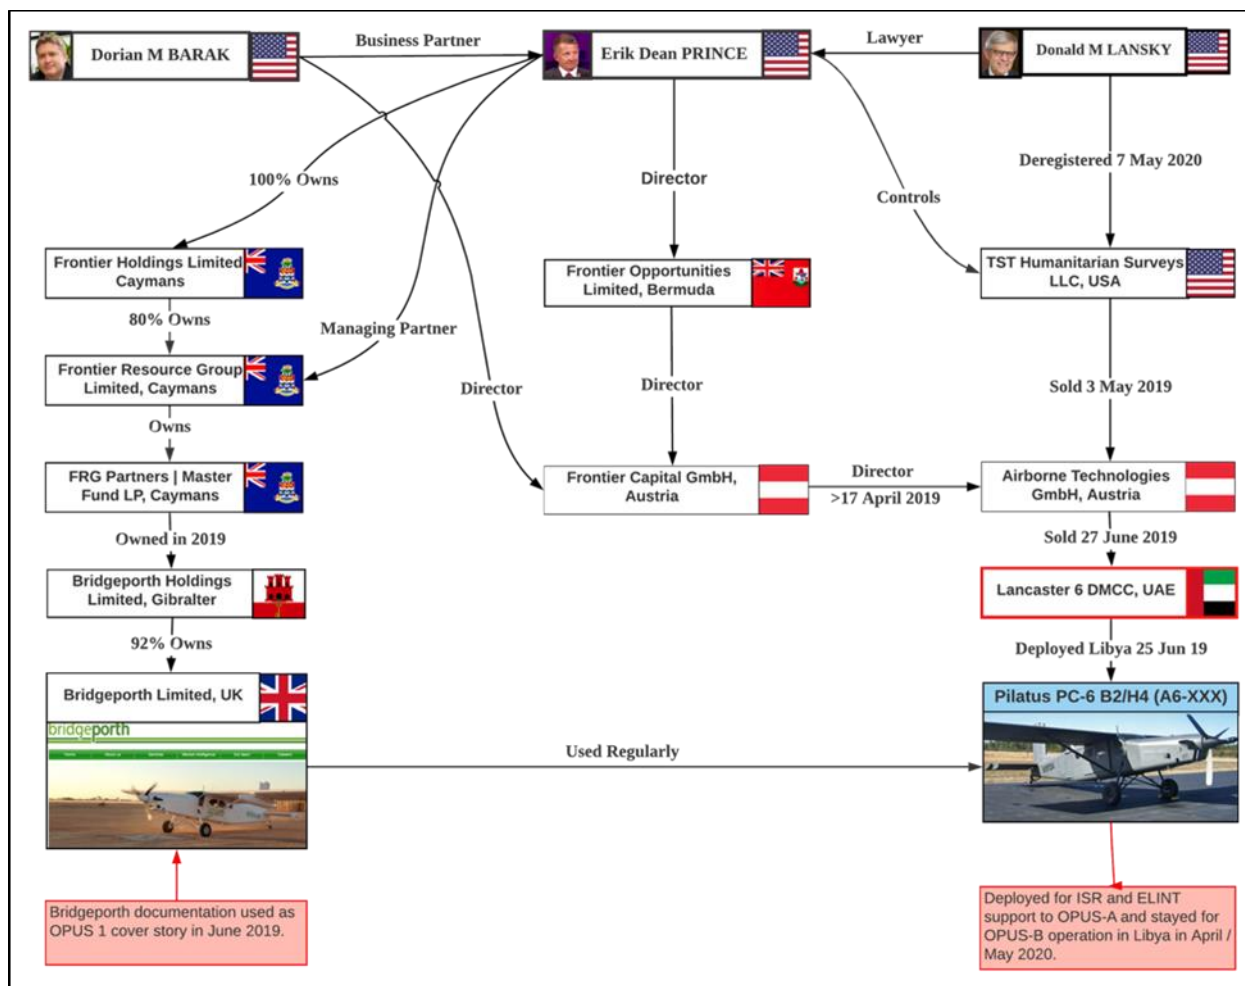 Dorian M BARAK
Business Partner
Erik Dean PRINCE
Lawyer
Donald M LANSKY
100% Owns
Director
Controls
Deregistered 7 May 2020
Frontier Holdings Limited
Caymans
Frontier Opportunities
Limited, Bermuda
TST Humanitarian Surveys
LLC, USA
80% Owns
Managing Partner
Frontier Resource Group
Limited, Caymans
Director
Director
Sold 3 May 2019
Owns
FRG Partners | Master
Fund LP, Caymans
Frontier Capital GmbH,
Austria
Director
>17 April 2019
Airborne Technologies
GmbH, Austria
Owned in 2019
Sold 27 June 2019
Bridgeporth Holdings
Limited, Gibralter
Lancaster 6 DMCC, UAE
92% Owns
Deployed Libya 25 Jun 19
Bridgeporth Limited, UK
Pilatus PC-6 B2/H4 (A6-XXX)
bridgeporth
Used Regularly
Bridgeporth documentation used as
OPUS 1 cover story in June 2019.
Deployed for ISR and ELINT
support to OPUS-A and stayed for
OPUS-B operation in Libya in April /
May 2020.